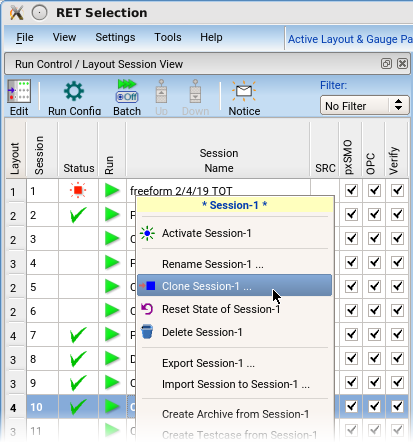 RET Selection
File View Settings Tools Help
Active Layout & Gauge Pa
Run Control / Layout Session View
Filter:
Edit Run Config Batch Up Down Notice
Off
No Filter
Layout Session Status Run Session Name SRC pxSMO OPC Verify
1 1 freeform 2/4/19 TOT
* Session-1 *
2 2
Activate Session-1
2 3
3 4
Rename Session-1 ...
2 5
Clone Session-1 ...
2 6
Reset State of Session-1
4 7
Delete Session-1
3 8
Export Session-1 ...
3 9
Import Session to Session-1 ...
4 10
Create Archive from Session-1
3 11
Create Testcase from Session-1